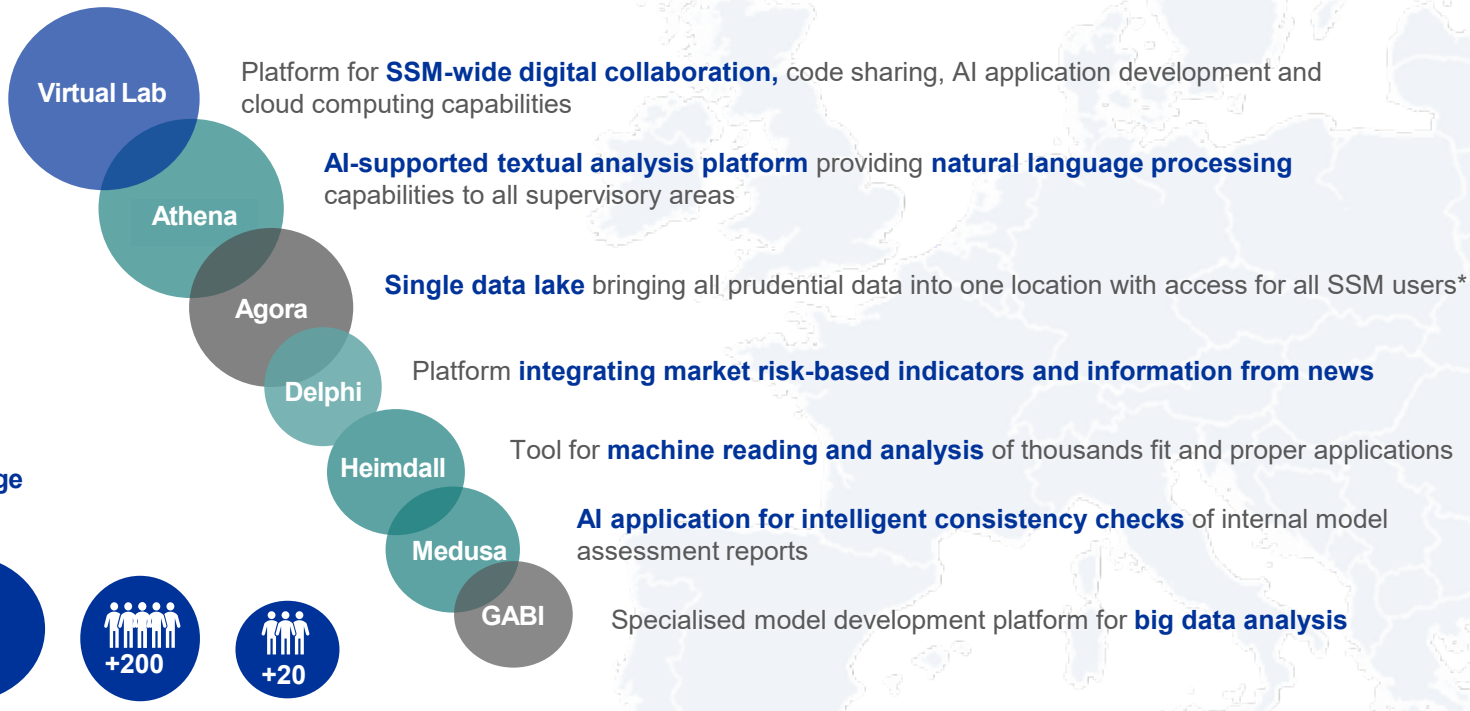 Virtual Lab
Platform for SSM-wide digital collaboration, code sharing, AI application development and
cloud computing capabilities
Athena
AI-supported textual analysis platform providing natural language processing
capabilities to all supervisory areas
Agora
Single data lake bringing all prudential data into one location with access for all SSM users*
Delphi
Platform integrating market risk-based indicators and information from news
Heimdall
Tool for machine reading and analysis of thousands fit and proper applications
Medusa
AI application for intelligent consistency checks of internal model
assessment reports
GABI
Specialised model development platform for big data analysis
+200
+20